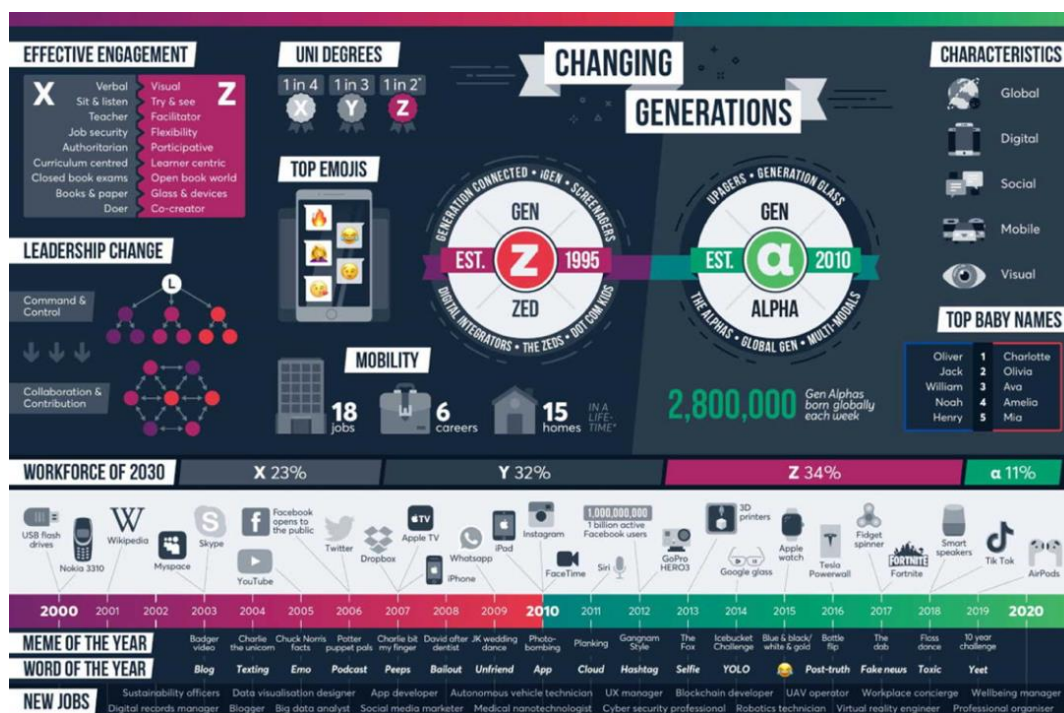 CHANGING
GENERATIONS
EFFECTIVE ENGAGEMENT
X
Z
Verbal Visual
Sit & listen Try & see
Teacher Facilitator
Job security Flexibility
Authoritarian Participative
Curriculum centred Learner centric
Closed book exams Open book world
Books & paper Glass & devices
Doer Co-creator
LEADERSHIP CHANGE
L
Command &
Control
Collaboration &
Contribution
UNI DEGREES
1 in 4 1 in 3 1 in 2*
X Y Z
TOP EMOJIS
MOBILITY
18
jobs
6
careers
15
homes
IN A
LIFE-
TIME*
GENERATION CONNECTED • IGEN • SCREENAGERS
GEN
EST. Z 1995
ZED
DIGITAL INTEGRATORS • THE ZEDS • DOT COM KIDS
UPAGERS • GENERATION GLASS
GEN
EST. α 2010
ALPHA
THE ALPHAS • GLOBAL GEN • MULTI-MODALS
2,800,000
Gen Alphas
born globally
each week
CHARACTERISTICS
Global
Digital
Social
Mobile
Visual
TOP BABY NAMES
Oliver 1 Charlotte
Jack 2 Olivia
William 3 Ava
Noah 4 Amelia
Henry 5 Mia
WORKFORCE OF 2030 X 23% Y 32% Z 34% α 11%
USB flash
drives
Nokia 3310
W
Wikipedia
Myspace
S
Skype
f
Facebook
opens to
the public
YouTube
Twitter
Dropbox
tv
Apple TV
iPhone
Whatsapp
iPad
Instagram
FaceTime
1,000,000,000
1 billion active
Facebook users
Siri
GoPro
HERO3
3D
printers
Google glass
Apple
watch
Tesla
Powerwall
Fidget
spinner
FORTNITE
Fortnite
Smart
speakers
Tik Tok
AirPods
2000 2001 2002 2003 2004 2005 2006 2007 2008 2009 2010 2011 2012 2013 2014 2015 2016 2017 2018 2019 2020
MEME OF THE YEAR
Badger
video
Charlie
the unicorn
Chuck Norris
facts
Potter
puppet pals
Charlie bit
my finger
David after
dentist
JK wedding
dance
Photo-
bombing
Planking
Gangnam
Style
The
Fox
Icebucket
Challenge
Blue & black/
white & gold
Bottle
flip
The
dab
Floss
dance
10 year
challenge
WORD OF THE YEAR Blog Texting Emo Podcast Peeps Bailout Unfriend App Cloud Hashtag Selfie YOLO 😂 Post-truth Fake news Toxic Yeet
NEW JOBS
Sustainability officers Data visualisation designer App developer Autonomous vehicle technician UX manager Blockchain developer UAV operator Workplace concierge Wellbeing manager
Digital records manager Blogger Big data analyst Social media marketer Medical nanotechnologist Cyber security professional Robotics technician Virtual reality engineer Professional organiser